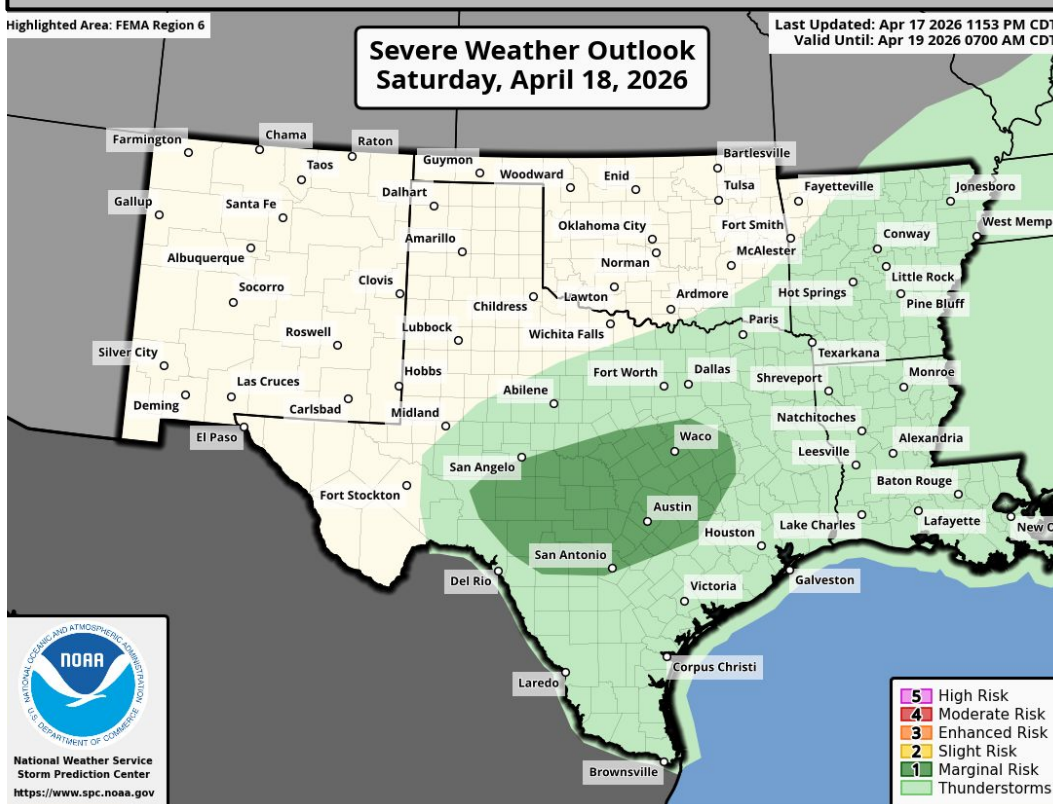 Highlighted Area: FEMA Region 6
Last Updated: Apr 17 2026 1153 PM CDT
Valid Until: Apr 19 2026 0700 AM CDT
Severe Weather Outlook
Saturday, April 18, 2026
Farmington
Chama
Raton
Taos
Guymon
Woodward
Enid
Bartlesville
Tulsa
Fayetteville
Jonesboro
Gallup
Santa Fe
Dalhart
Oklahoma City
Fort Smith
West Memp
Albuquerque
Amarillo
Norman
McAlester
Conway
Socorro
Clovis
Childress
Lawton
Ardmore
Hot Springs
Little Rock
Pine Bluff
Roswell
Lubbock
Wichita Falls
Paris
Texarkana
Silver City
Las Cruces
Hobbs
Abilene
Fort Worth
Dallas
Shreveport
Monroe
Deming
Carlsbad
Midland
Natchitoches
El Paso
Waco
Alexandria
San Angelo
Leesville
Fort Stockton
Baton Rouge
Austin
Houston
Lake Charles
Lafayette
New O
San Antonio
Del Rio
Victoria
Galveston
Laredo
Corpus Christi
Brownsville
NATIONAL OCEANIC AND ATMOSPHERIC ADMINISTRATION
NOAA
U.S. DEPARTMENT OF COMMERCE
National Weather Service
Storm Prediction Center
https://www.spc.noaa.gov
5 High Risk
4 Moderate Risk
3 Enhanced Risk
2 Slight Risk
1 Marginal Risk
Thunderstorms